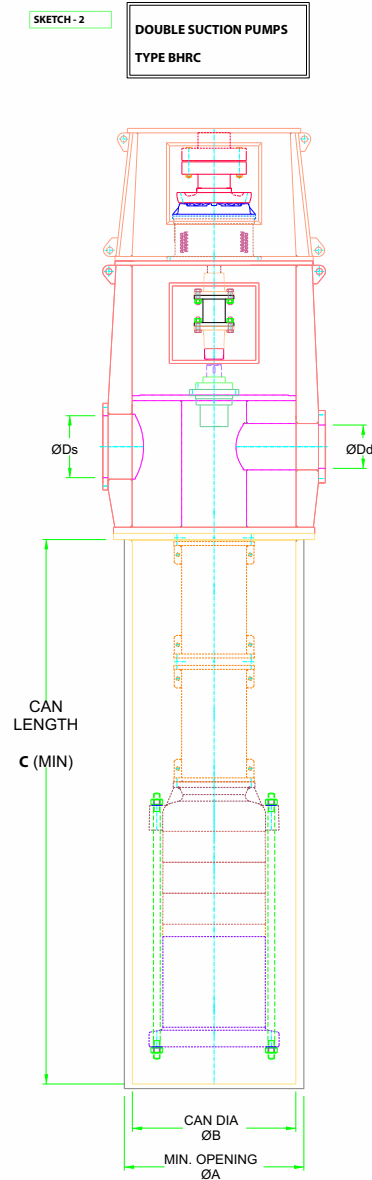 SKETCH - 2
DOUBLE SUCTION PUMPS
TYPE BHRC
ØDs
ØDd
CAN
LENGTH
C (MIN)
CAN DIA
ØB
MIN. OPENING
ØA